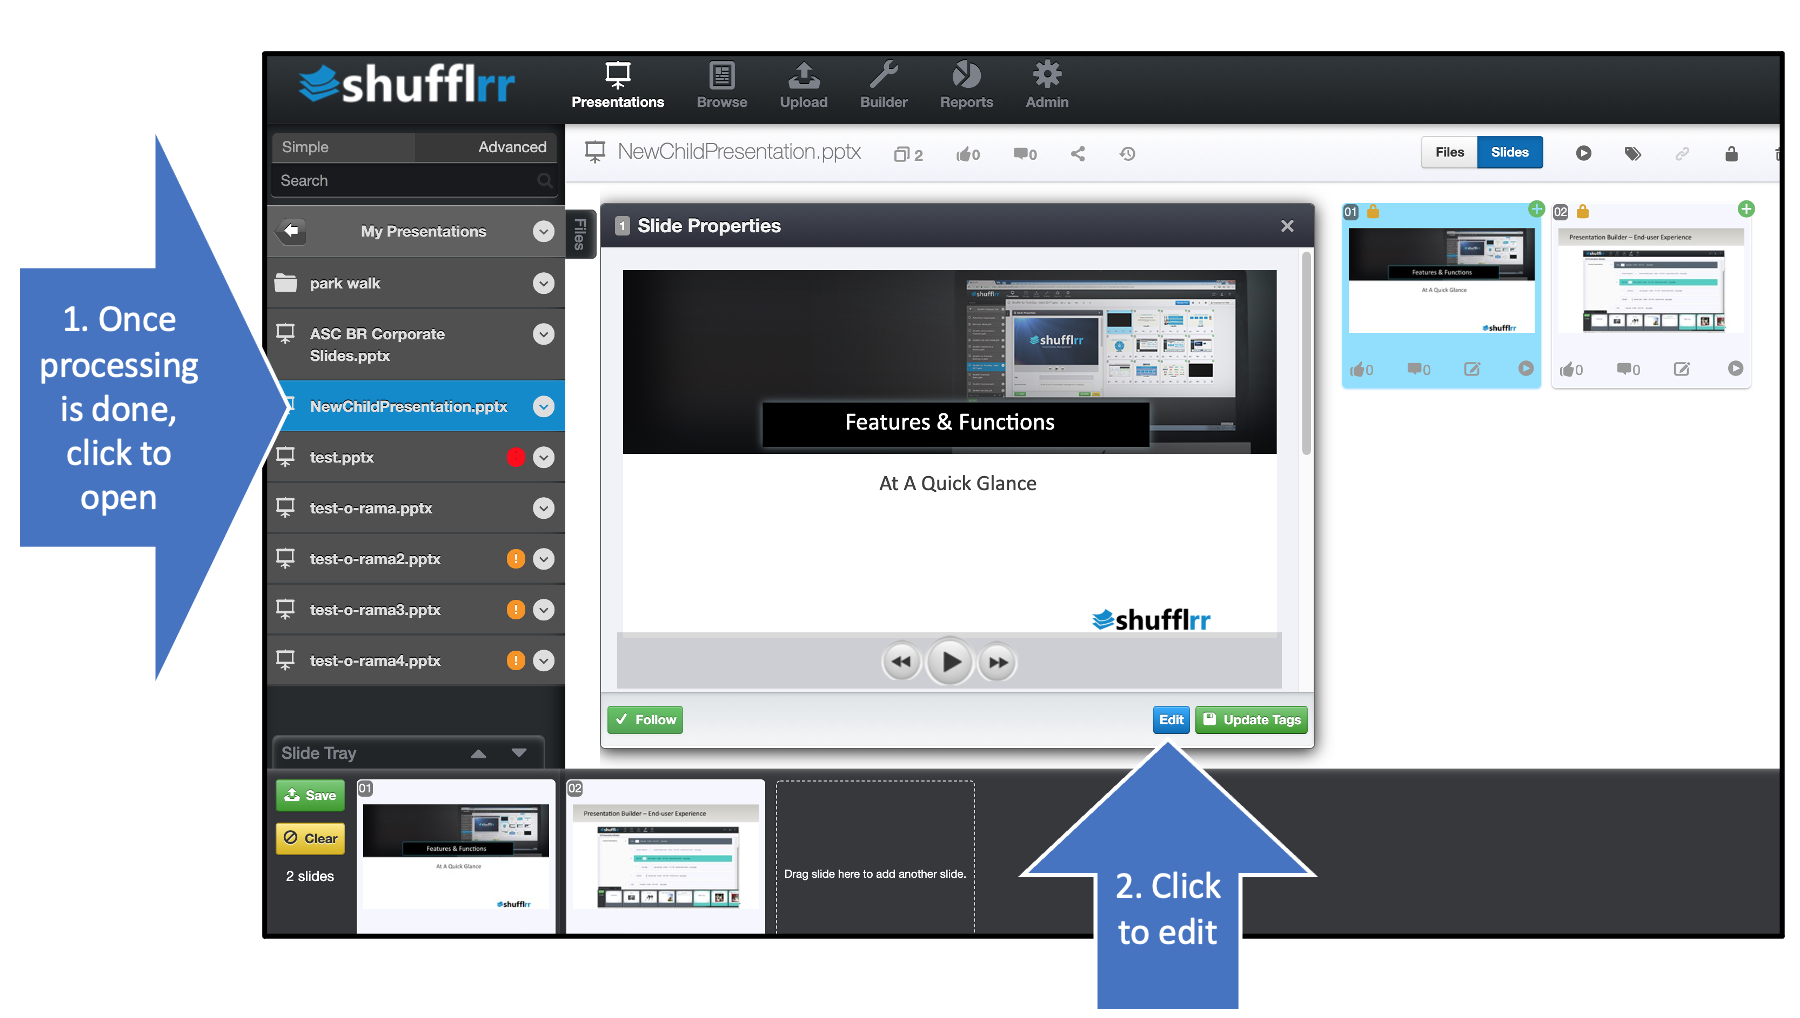 shufflrr
Presentations
Browse
Upload
Builder
Reports
Admin
Simple
Advanced
Search
NewChildPresentation.pptx
2
0
0
Files
Slides
My Presentations
Files
park walk
ASC BR Corporate
Slides.pptx
NewChildPresentation.pptx
test.pptx
test-o-rama.pptx
test-o-rama2.pptx
test-o-rama3.pptx
test-o-rama4.pptx
1 Slide Properties
shufflrr
shufflrr
Features & Functions
At A Quick Glance
shufflrr
Follow
Edit
Update Tags
01
Features & Functions
At A Quick Glance
shufflrr
0
0
02
Presentation Builder – End-user Experience
0
0
1. Once
processing
is done,
click to
open
Slide Tray
Save
Clear
2 slides
01
Features & Functions
At A Quick Glance
shufflrr
02
Presentation Builder – End-user Experience
Drag slide here to add another slide.
2. Click
to edit